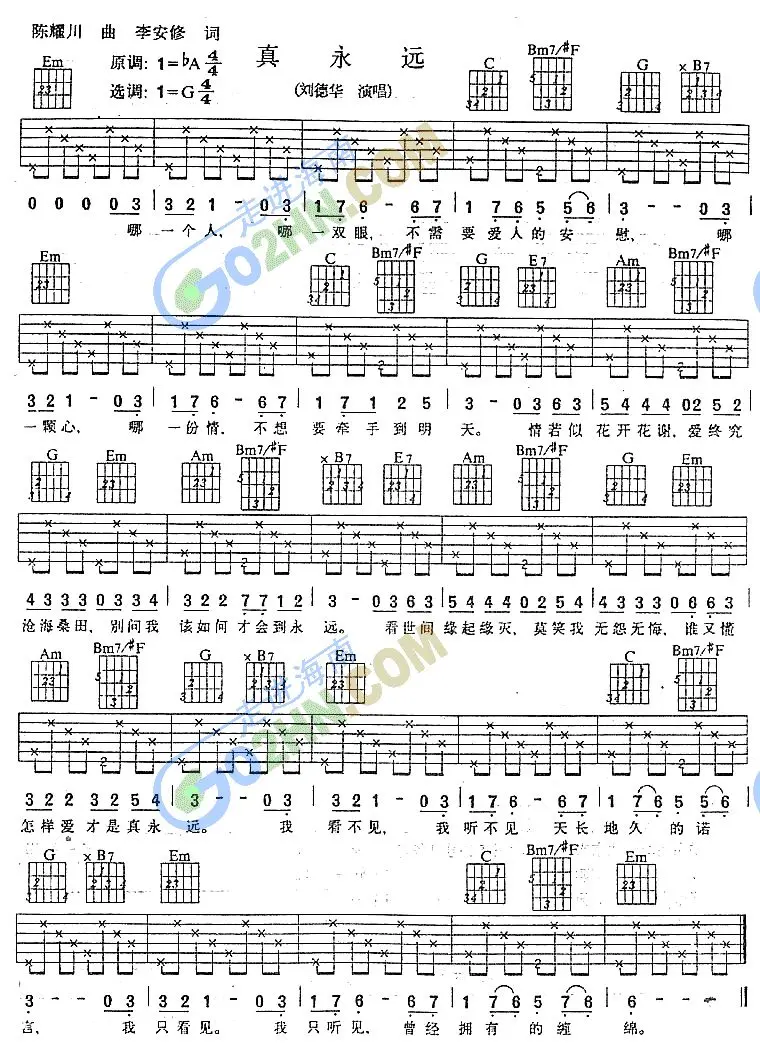 陈耀川 曲 李安修 词
真 永 远
原调: 1=♭A 4/4
选调: 1=G 4/4
(刘德华 演唱)
Em C Bm7/♯F G ×B7
0 0 0 0 0 3 | 3 2 1 - 0 3 | 1 7 6 - 6 7 | 1 7 6 5 5 6 | 3 - - 0 3 |
哪 一个人, 哪 一双眼, 不需 要爱人的安 慰, 哪
Em C Bm7/♯F G E7 Am Bm7/♯F
3 2 1 - 0 3 | 1 7 6 - 6 7 | 1 7 1 2 5 | 3 - 0 3 6 3 | 5 4 4 4 0 2 5 2 |
一颗心, 哪 一份情, 不想 要牵手到明 天。 情若似 花开花谢,爱终究
G Em Am Bm7/♯F ×B7 E7 Am Bm7/♯F G Em
4 3 3 3 0 3 3 4 | 3 2 2 7 7 1 2 | 3 - 0 3 6 3 | 5 4 4 4 0 2 5 2 | 4 3 3 3 0 6 6 3 |
沧海桑田, 别问我 该如何才会到永 远。 看世间 缘起缘灭,莫笑我 无怨无悔,谁又慌
Am Bm7/♯F G ×B7 Em C Bm7/♯F
3 2 2 3 2 5 4 | 3 - - 0 3 | 3 2 1 - 0 3 | 1 7 6 - 6 7 | 1 7 6 5 5 6 |
怎样爱才是真永 远。 我 看不见, 我 听不见 天长 地久 的诺
G ×B7 Em C Bm7/♯F Em
3 - - 0 3 | 3 2 1 - 0 3 | 1 7 6 - 6 7 | 1 7 6 5 7 6 | 6 - - - ‖
言, 我 只看见。 我 只听见, 曾经 拥有 的缠 绵。
走进海南
GO2HN.COM
走进海南
GO2HN.COM